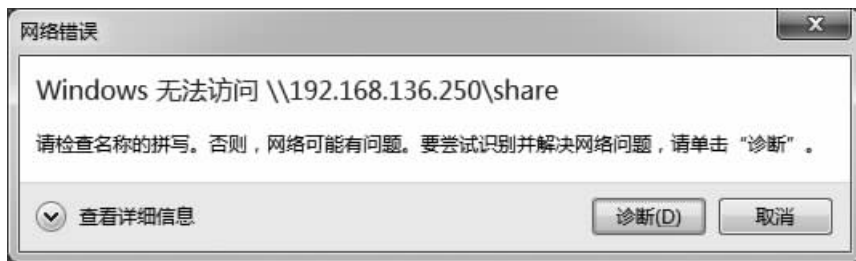 网络错误
Windows 无法访问 \\192.168.136.250\share
请检查名称的拼写。否则，网络可能有问题。要尝试识别并解决网络问题，请单击“诊断”。
查看详细信息
诊断(D)
取消